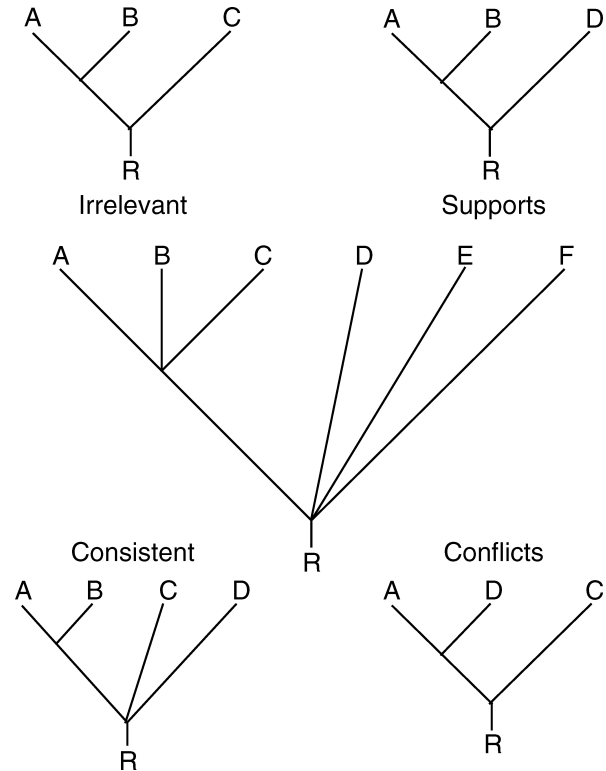 A B C
R
Irrelevant
A B D
R
Supports
A B C D E F
R
Consistent
A B C D
R
Conflicts
A D C
R